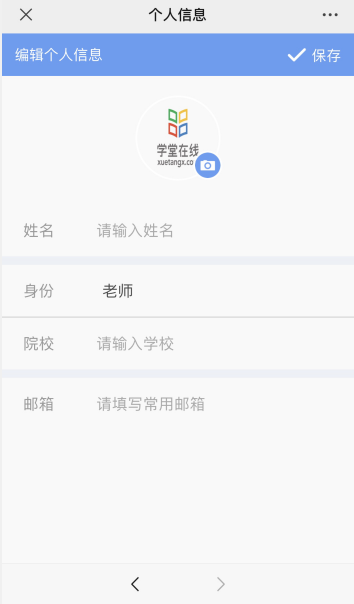 个人信息
编辑个人信息
保存
学堂在线
xuetangx.co
姓名 请输入姓名
身份 老师
院校 请输入学校
邮箱 请填写常用邮箱